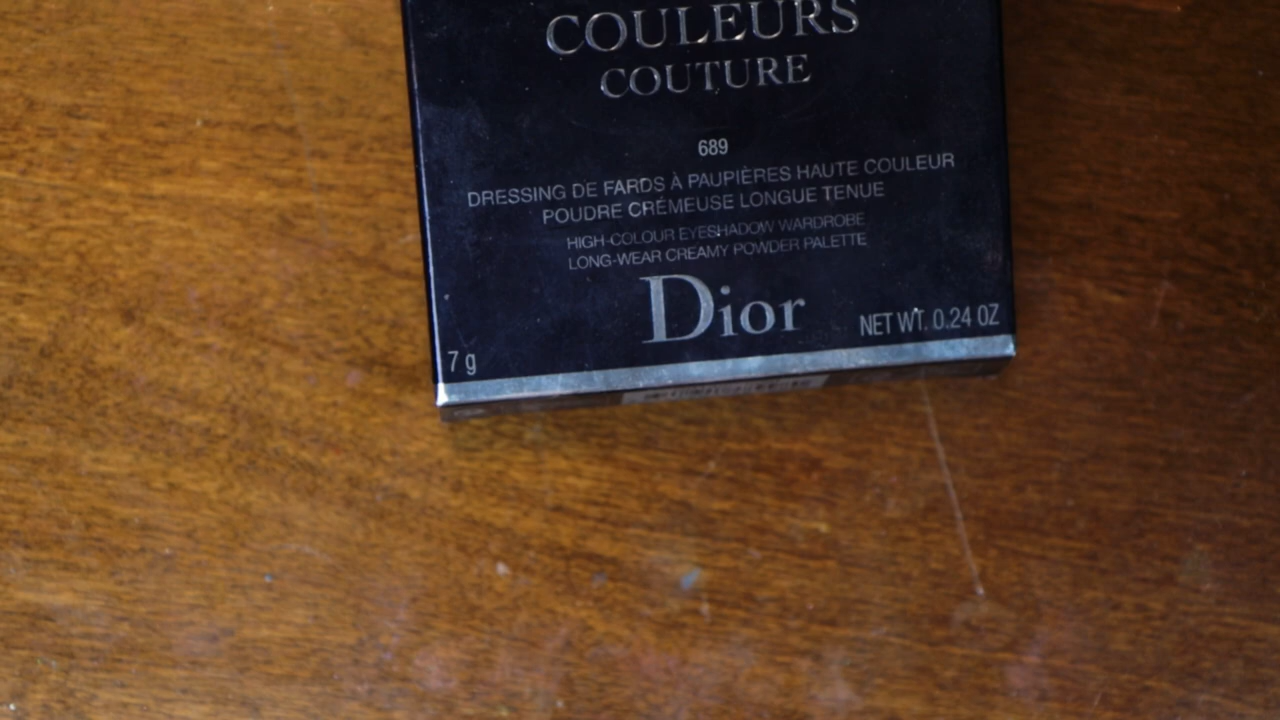 COULEURS
COUTURE
689
DRESSING DE FARDS À PAUPIÈRES HAUTE COULEUR
POUDRE CRÉMEUSE LONGUE TENUE
HIGH-COLOUR EYESHADOW WARDROBE
LONG-WEAR CREAMY POWDER PALETTE
Dior
7 g
NET WT. 0.24 OZ